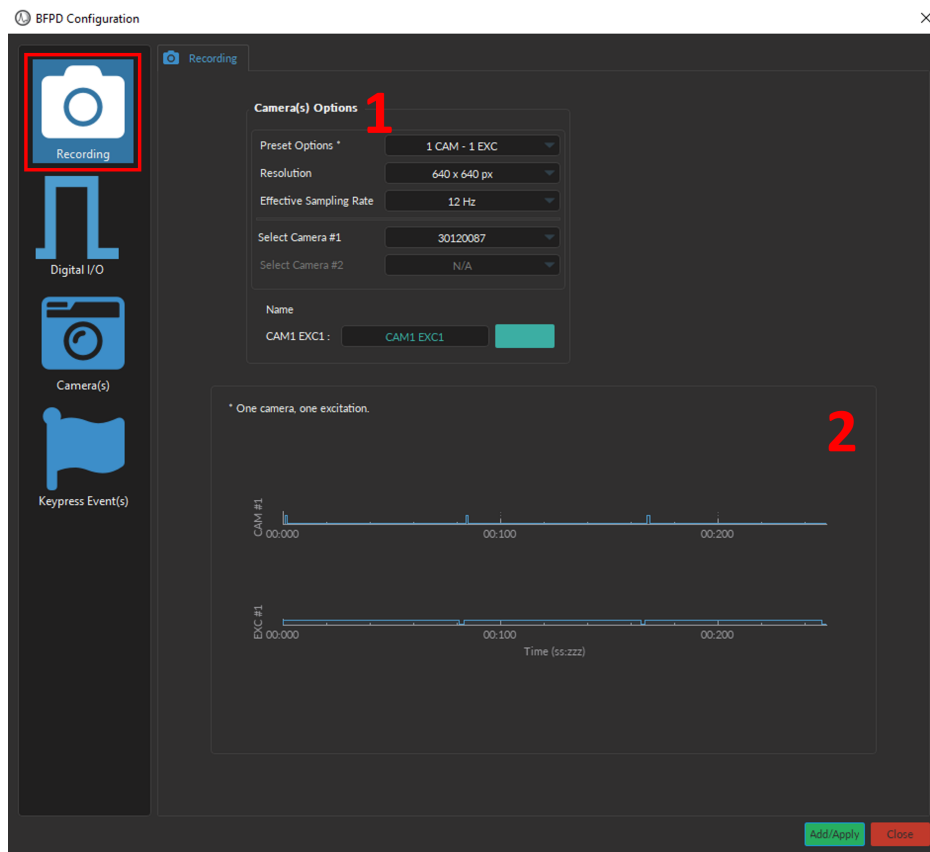 BFPD Configuration
Recording
Recording
Digital I/O
Camera(s)
Keypress Event(s)
Camera(s) Options 1
Preset Options * 1 CAM - 1 EXC
Resolution 640 x 640 px
Effective Sampling Rate 12 Hz
Select Camera #1 30120087
Select Camera #2 N/A
Name
CAM1 EXC1 : CAM1 EXC1
* One camera, one excitation.
2
CAM #1
00:000 00:100 00:200
EXC #1
00:000 00:100 00:200
Time (ss:zzz)
Add/Apply Close